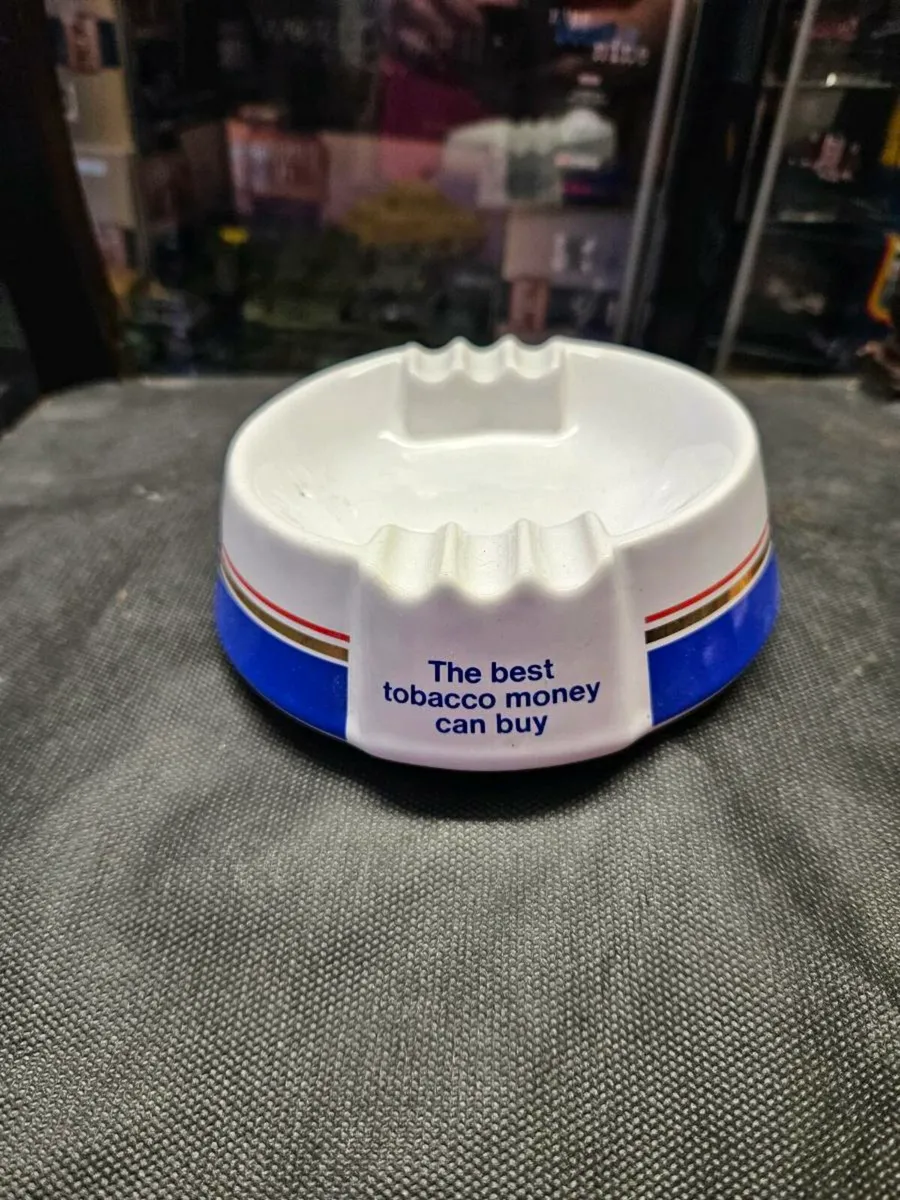 The best
tobacco money
can buy